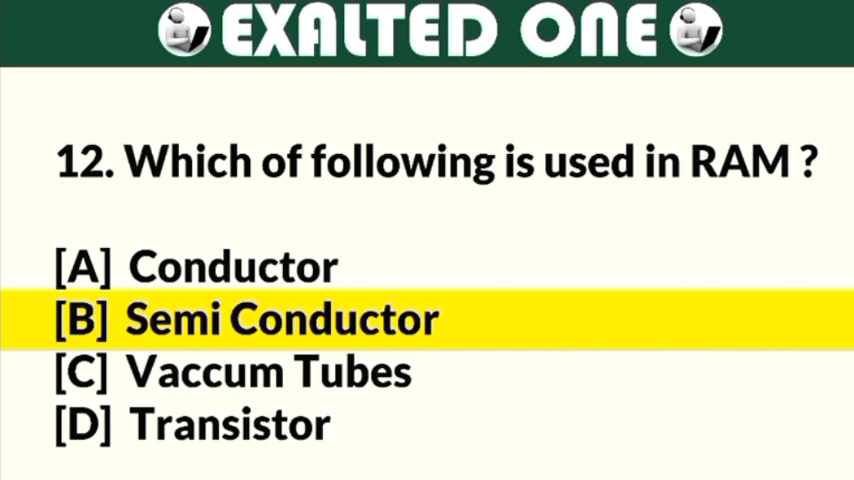 EXALTED ONE
12. Which of following is used in RAM ?
[A] Conductor
[B] Semi Conductor
[C] Vaccum Tubes
[D] Transistor